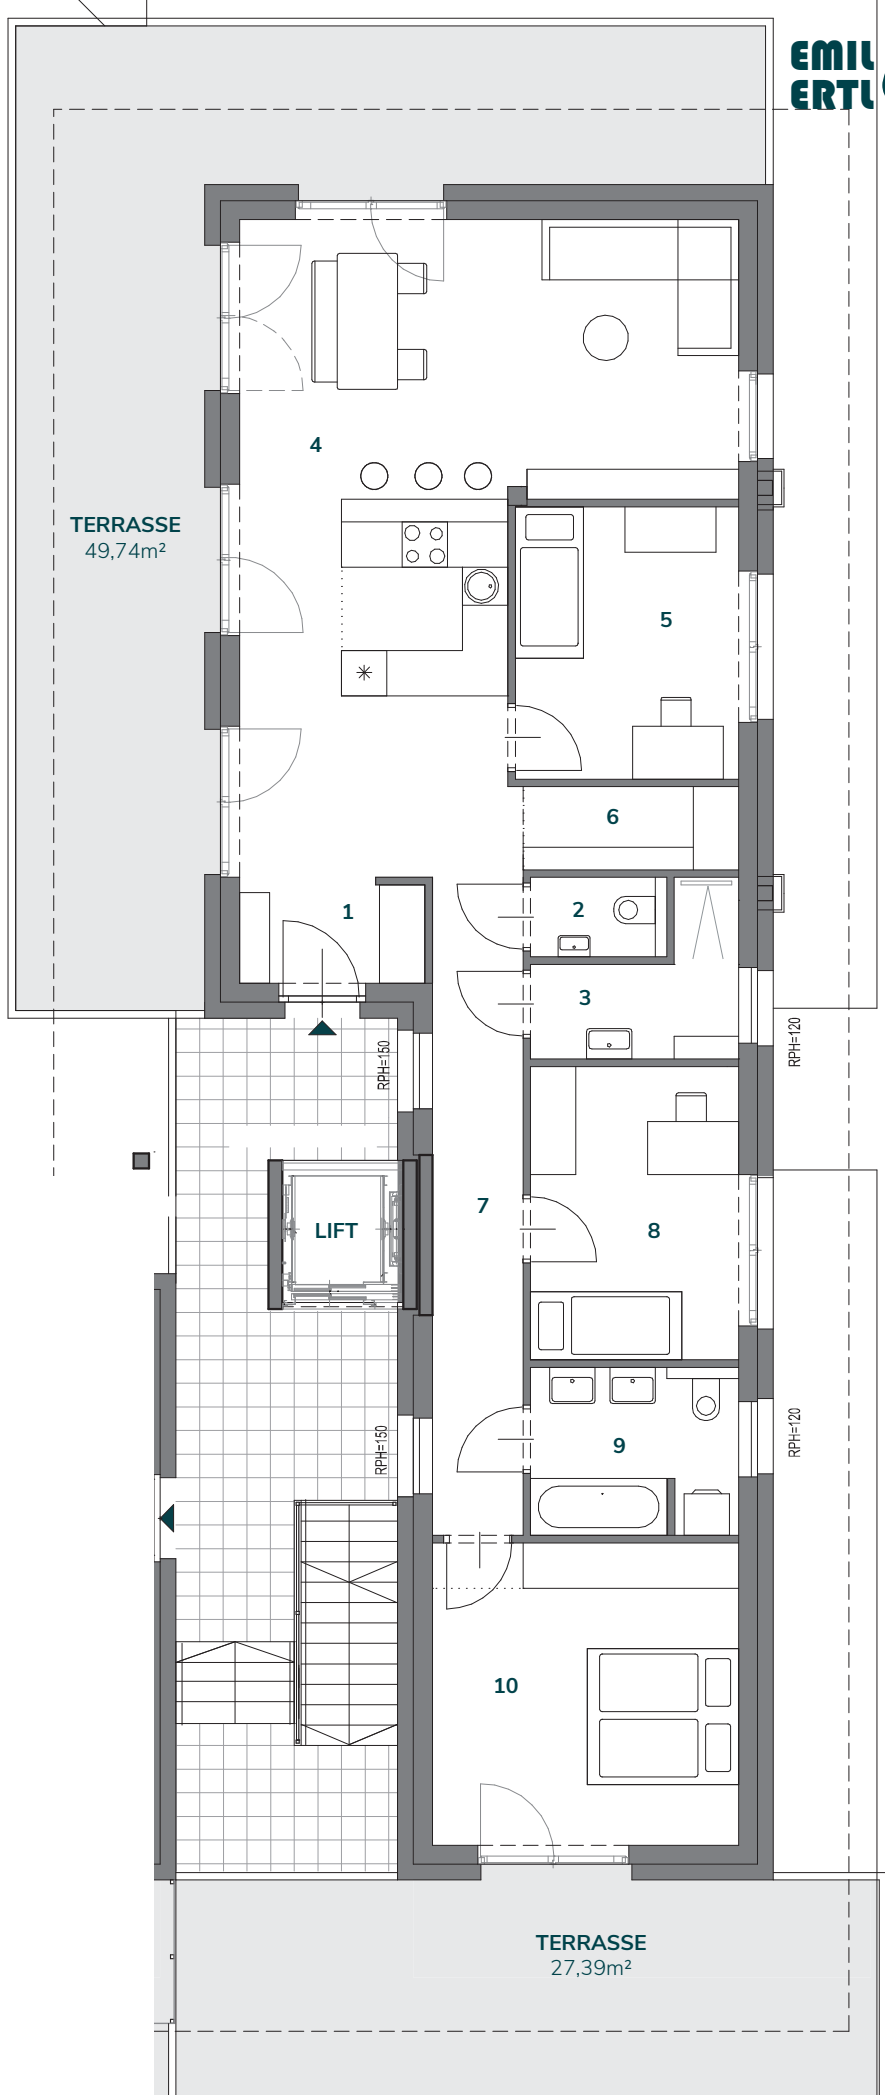 EMIL
ERTL
4
TERRASSE
49,74m²
5
6
2
1
3
RPH=120
RPH=150
7
LIFT
8
RPH=120
9
RPH=150
10
TERRASSE
27,39m²